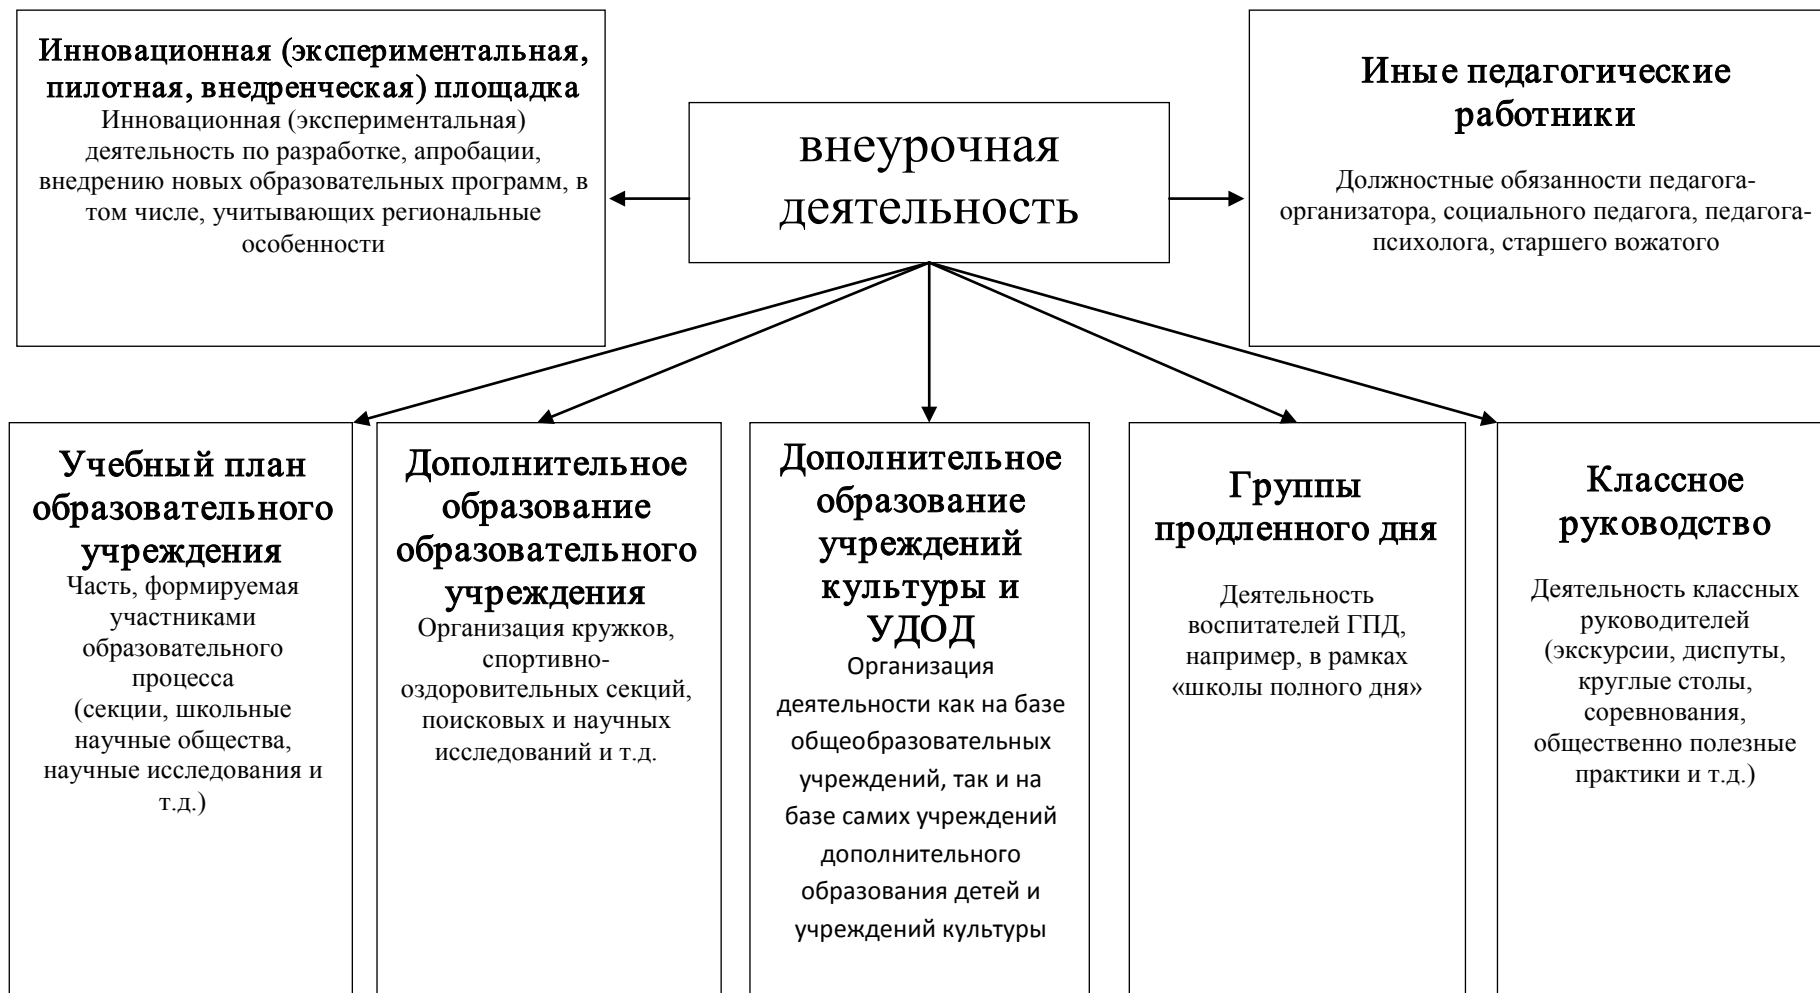 Инновационная (экспериментальная,
пилотная, внедренческая) площадка
Инновационная (экспериментальная)
деятельность по разработке, апробации,
внедрению новых образовательных программ, в
том числе, учитывающих региональные
особенности
внеурочная
деятельность
Иные педагогические
работники
Должностные обязанности педагога-
организатора, социального педагога, педагога-
психолога, старшего вожатого
Учебный план
образовательного
учреждения
Часть, формируемая
участниками
образовательного
процесса
(секции, школьные
научные общества,
научные исследования и
т.д.)
Дополнительное
образование
образовательного
учреждения
Организация кружков,
спортивно-
оздоровительных секций,
поисковых и научных
исследований и т.д.
Дополнительное
образование
учреждений
культуры и
УДОД
Организация
деятельности как на базе
общеобразовательных
учреждений, так и на
базе самих учреждений
дополнительного
образования детей и
учреждений культуры
Группы
продленного дня
Деятельность
воспитателей ГПД,
например, в рамках
«школы полного дня»
Классное
руководство
Деятельность классных
руководителей
(экскурсии, диспуты,
круглые столы,
соревнования,
общественно полезные
практики и т.д.)